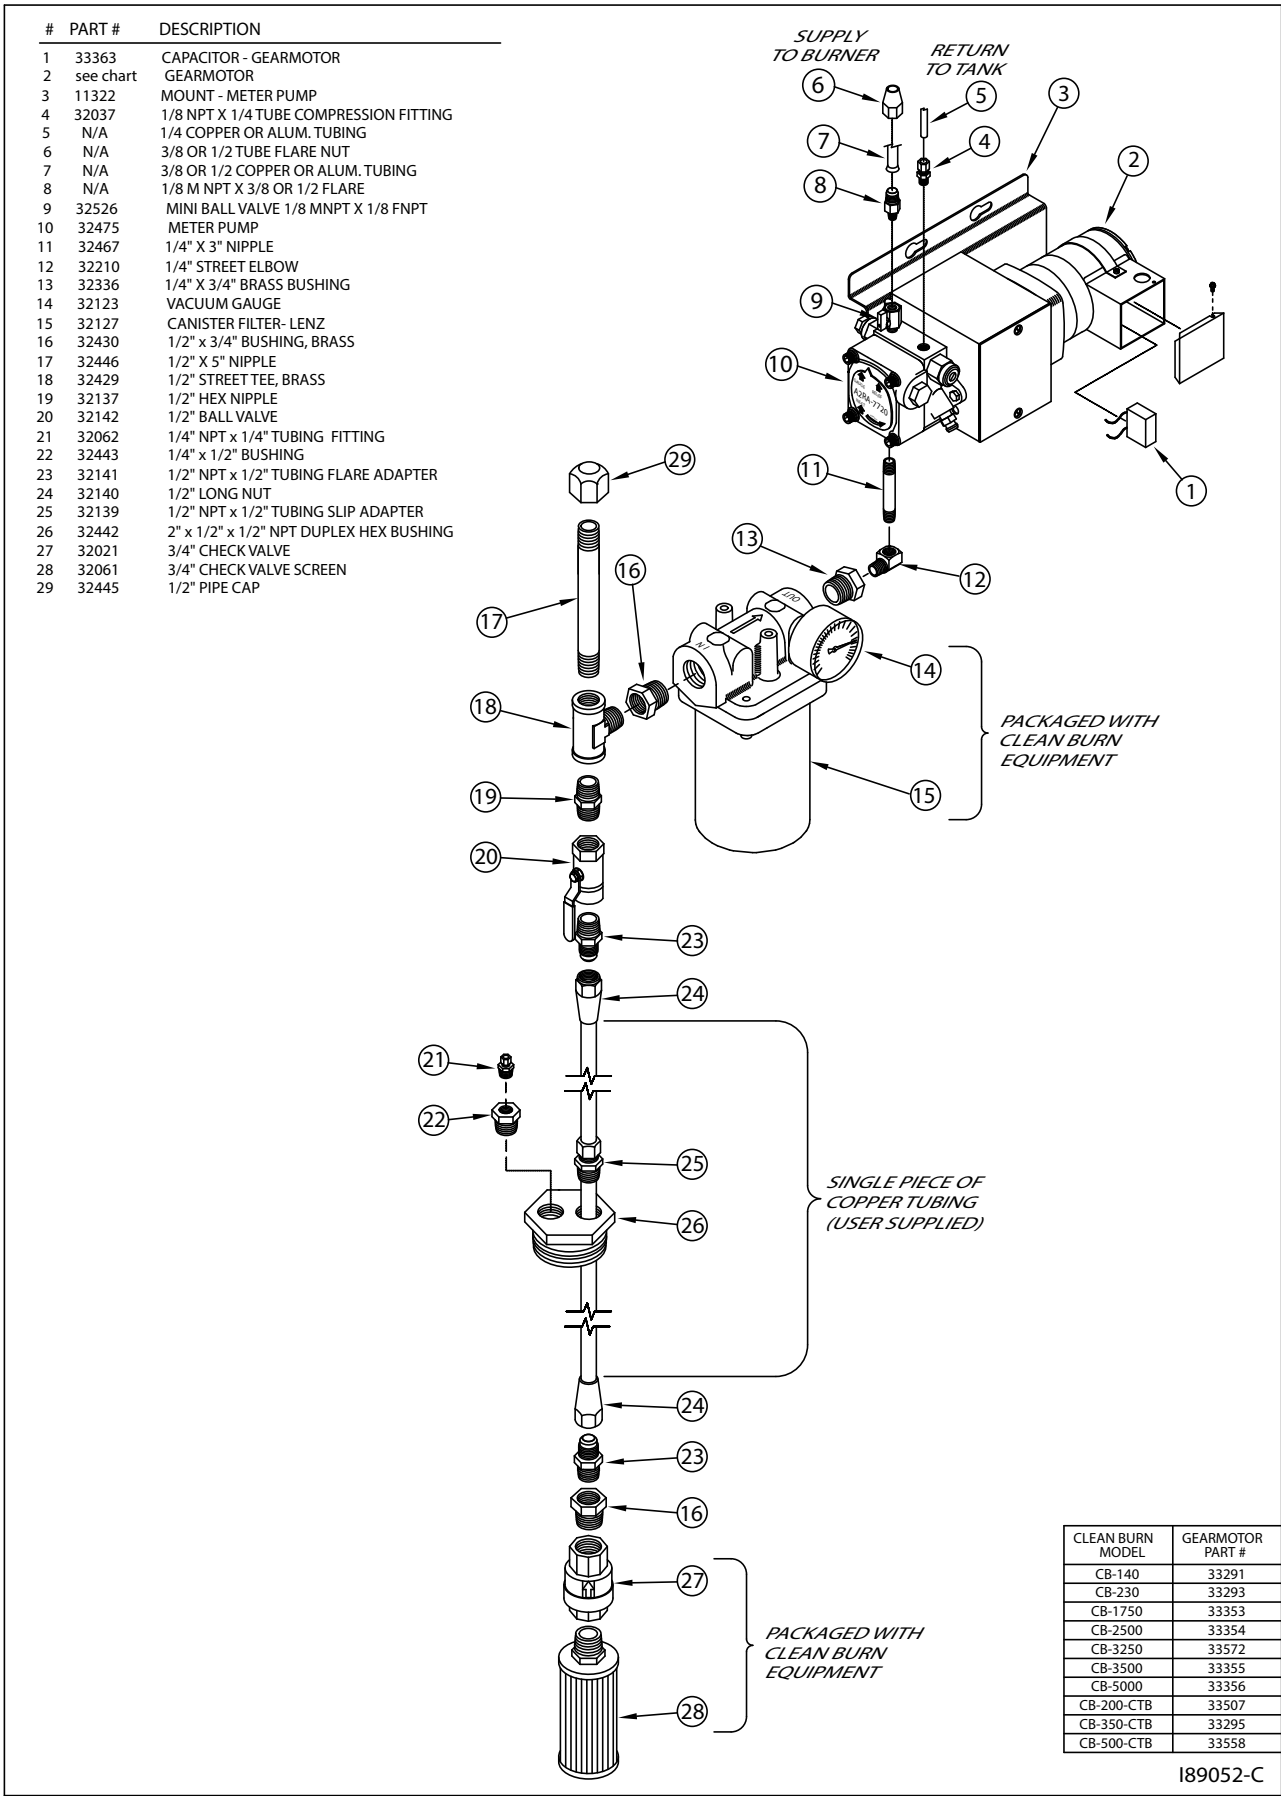 # PART # DESCRIPTION
1 33363 CAPACITOR - GEARMOTOR
2 see chart GEARMOTOR
3 11322 MOUNT - METER PUMP
4 32037 1/8 NPT X 1/4 TUBE COMPRESSION FITTING
5 N/A 1/4 COPPER OR ALUM. TUBING
6 N/A 3/8 OR 1/2 TUBE FLARE NUT
7 N/A 3/8 OR 1/2 COPPER OR ALUM. TUBING
8 N/A 1/8 M NPT X 3/8 OR 1/2 FLARE
9 32526 MINI BALL VALVE 1/8 MNPT X 1/8 FNPT
10 32475 METER PUMP
11 32467 1/4" X 3" NIPPLE
12 32210 1/4" STREET ELBOW
13 32336 1/4" X 3/4" BRASS BUSHING
14 32123 VACUUM GAUGE
15 32127 CANISTER FILTER- LENZ
16 32430 1/2" x 3/4" BUSHING, BRASS
17 32446 1/2" X 5" NIPPLE
18 32429 1/2" STREET TEE, BRASS
19 32137 1/2" HEX NIPPLE
20 32142 1/2" BALL VALVE
21 32062 1/4" NPT x 1/4" TUBING FITTING
22 32443 1/4" x 1/2" BUSHING
23 32141 1/2" NPT x 1/2" TUBING FLARE ADAPTER
24 32140 1/2" LONG NUT
25 32139 1/2" NPT x 1/2" TUBING SLIP ADAPTER
26 32442 2" x 1/2" x 1/2" NPT DUPLEX HEX BUSHING
27 32021 3/4" CHECK VALVE
28 32061 3/4" CHECK VALVE SCREEN
29 32445 1/2" PIPE CAP
SUPPLY
TO BURNER
RETURN
TO TANK
6
5
3
7
4
2
8
9
10
A2RA-7720
11
1
29
13
12
16
OUT
IN
17
14
18
PACKAGED WITH
CLEAN BURN
EQUIPMENT
15
19
20
23
24
21
22
25
26
SINGLE PIECE OF
COPPER TUBING
(USER SUPPLIED)
24
23
16
27
PACKAGED WITH
CLEAN BURN
EQUIPMENT
28
CLEAN BURN MODEL GEARMOTOR PART #
CB-140 33291
CB-230 33293
CB-1750 33353
CB-2500 33354
CB-3250 33572
CB-3500 33355
CB-5000 33356
CB-200-CTB 33507
CB-350-CTB 33295
CB-500-CTB 33558
I89052-C